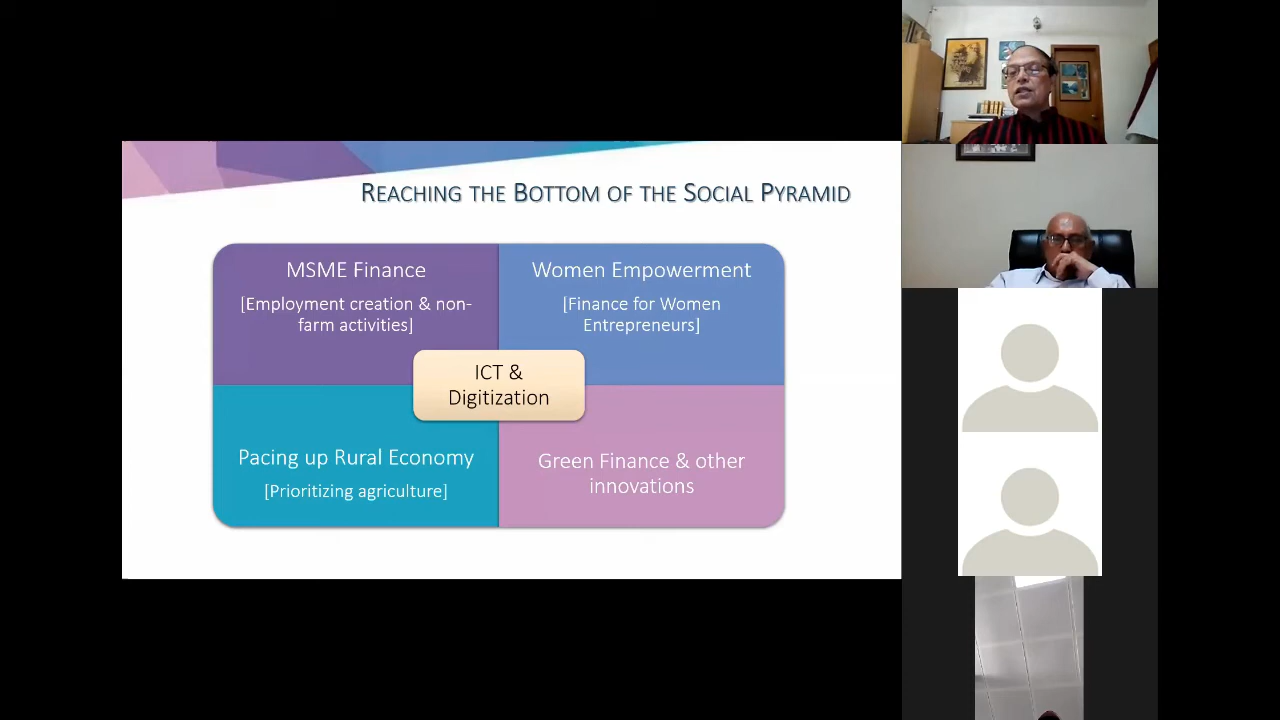 REACHING THE BOTTOM OF THE SOCIAL PYRAMID
MSME Finance
[Employment creation & non-
farm activities]
Women Empowerment
[Finance for Women
Entrepreneurs]
ICT &
Digitization
Pacing up Rural Economy
[Prioritizing agriculture]
Green Finance & other
innovations